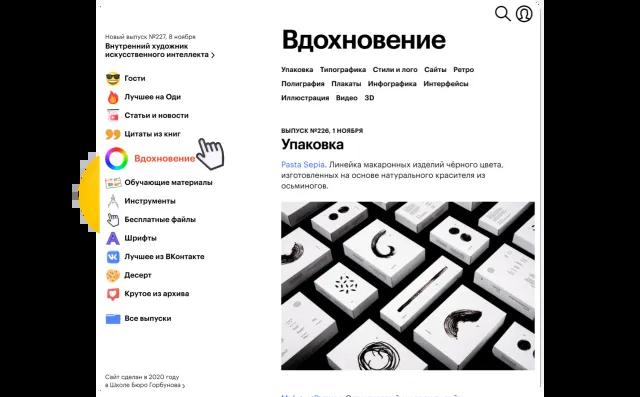 Новый выпуск №227, 8 ноября
Внутренний художник
искусственного интеллекта
Гости
Лучшее на Оди
Статьи и новости
Цитаты из книг
Вдохновение
Обучающие материалы
Инструменты
Бесплатные файлы
Шрифты
Лучшее из ВКонтакте
Десерт
Крутое из архива
Все выпуски
Сайт сделан в 2020 году
в Школе Бюро Горбунова
Вдохновение
Упаковка Типографика Стили и лого Сайты Ретро
Полиграфия Плакаты Инфографика Интерфейсы
Иллюстрация Видео 3D
ВЫПУСК №226, 1 НОЯБРЯ
Упаковка
Pasta Sepia. Линейка макаронных изделий чёрного цвета,
изготовленных на основе натурального красителя из
осьминогов.